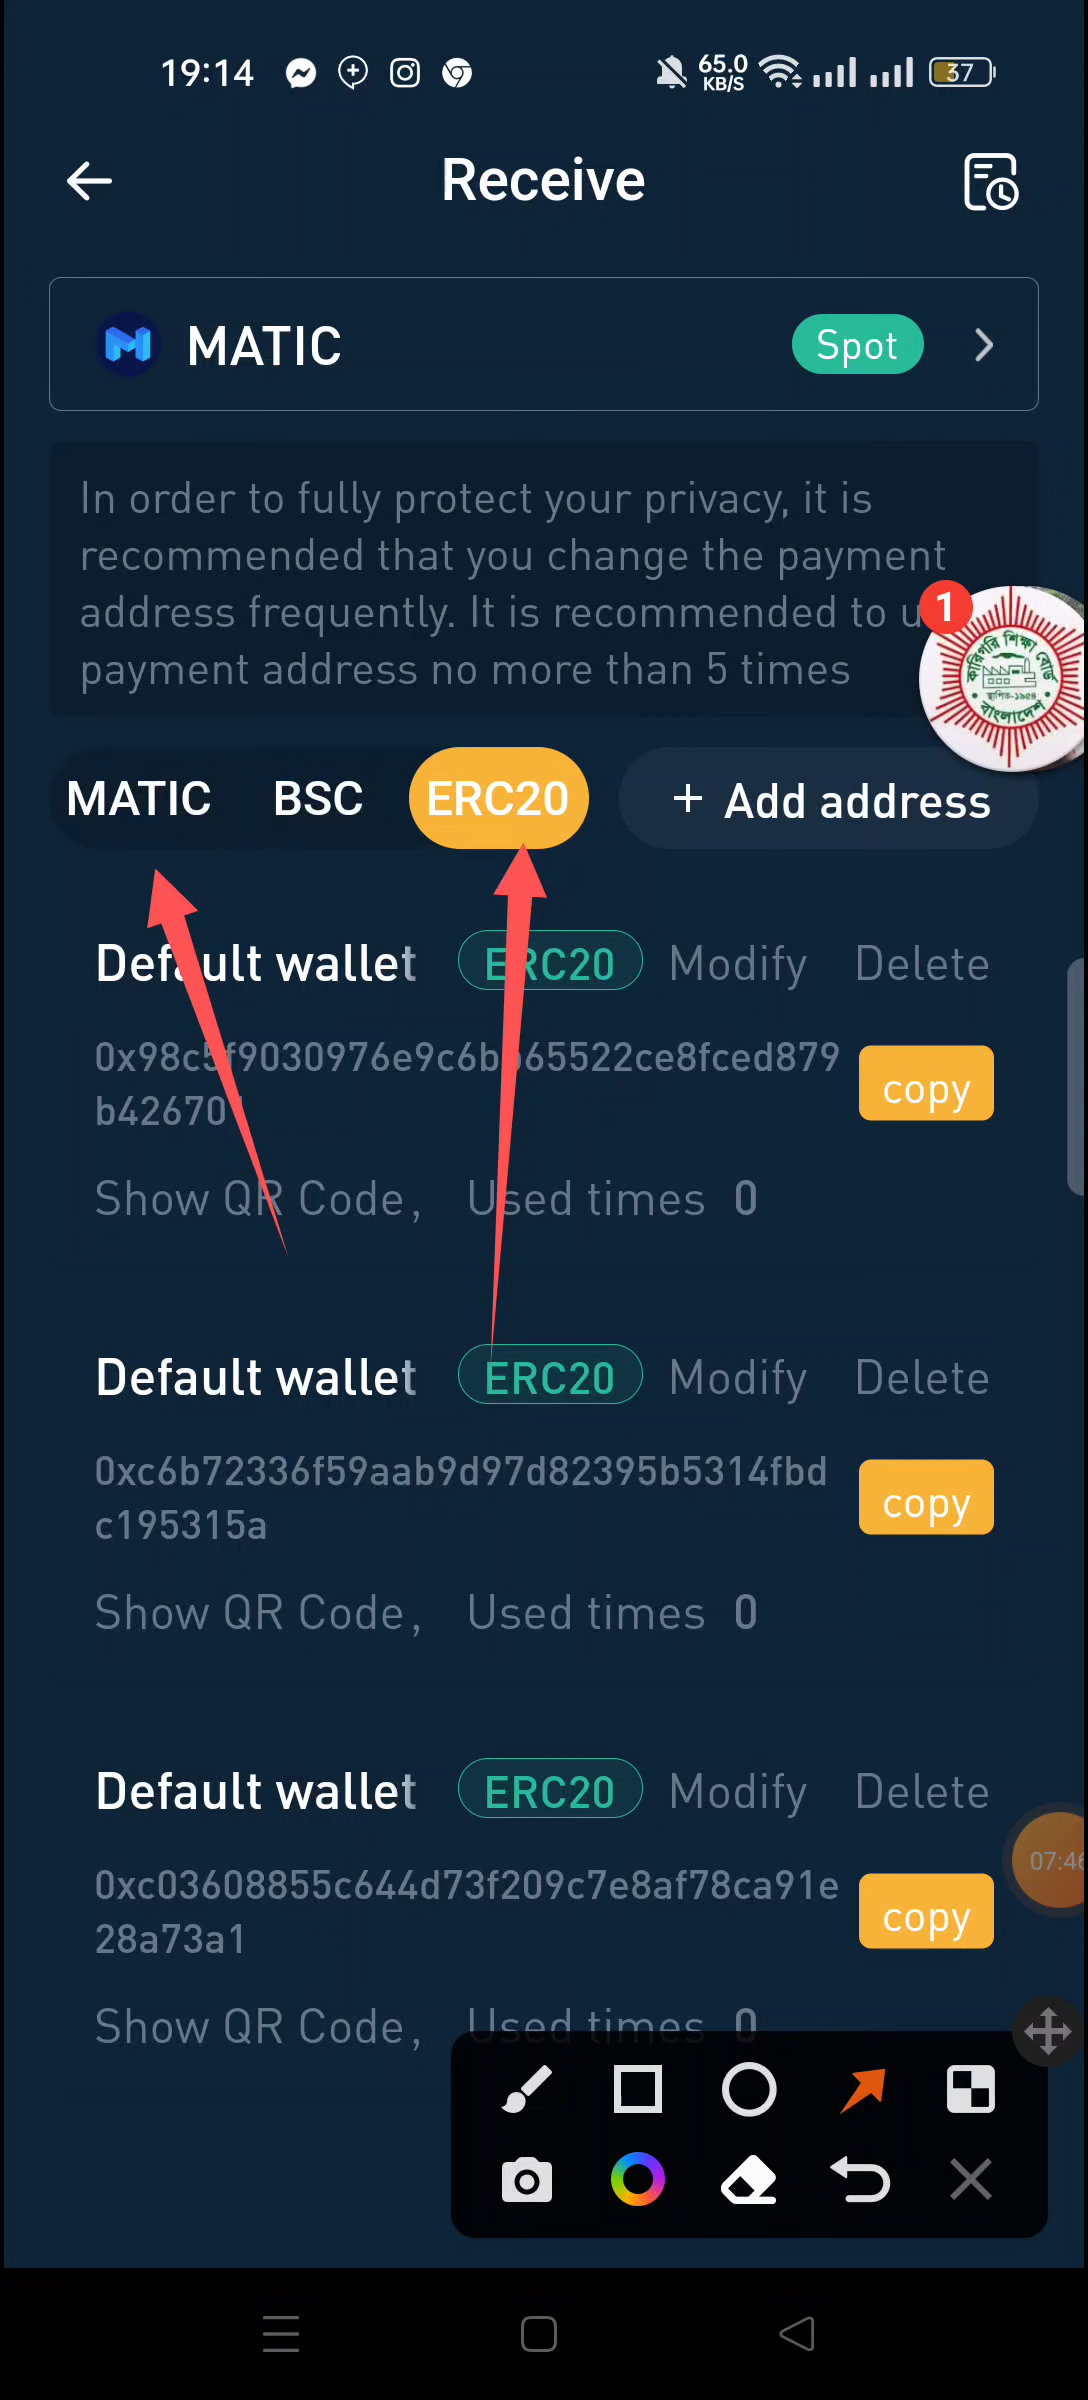 19:14 65.0 KB/S 37
Receive
MATIC Spot
In order to fully protect your privacy, it is
recommended that you change the payment
address frequently. It is recommended to u
payment address no more than 5 times
1
কারিগরি শিক্ষা বোর্ড
স্থাপিত-১৯৫৪
বাংলাদেশ
MATIC BSC ERC20 + Add address
Default wallet ERC20 Modify Delete
copy
Show QR Code, Used times 0
Default wallet ERC20 Modify Delete
0xc6b72336f59aab9d97d82395b5314fbd
c195315a
copy
Show QR Code, Used times 0
Default wallet ERC20 Modify Delete
0xc03608855c644d73f209c7e8af78ca91e
28a73a1
copy
07:46
Show QR Code, Used times 0